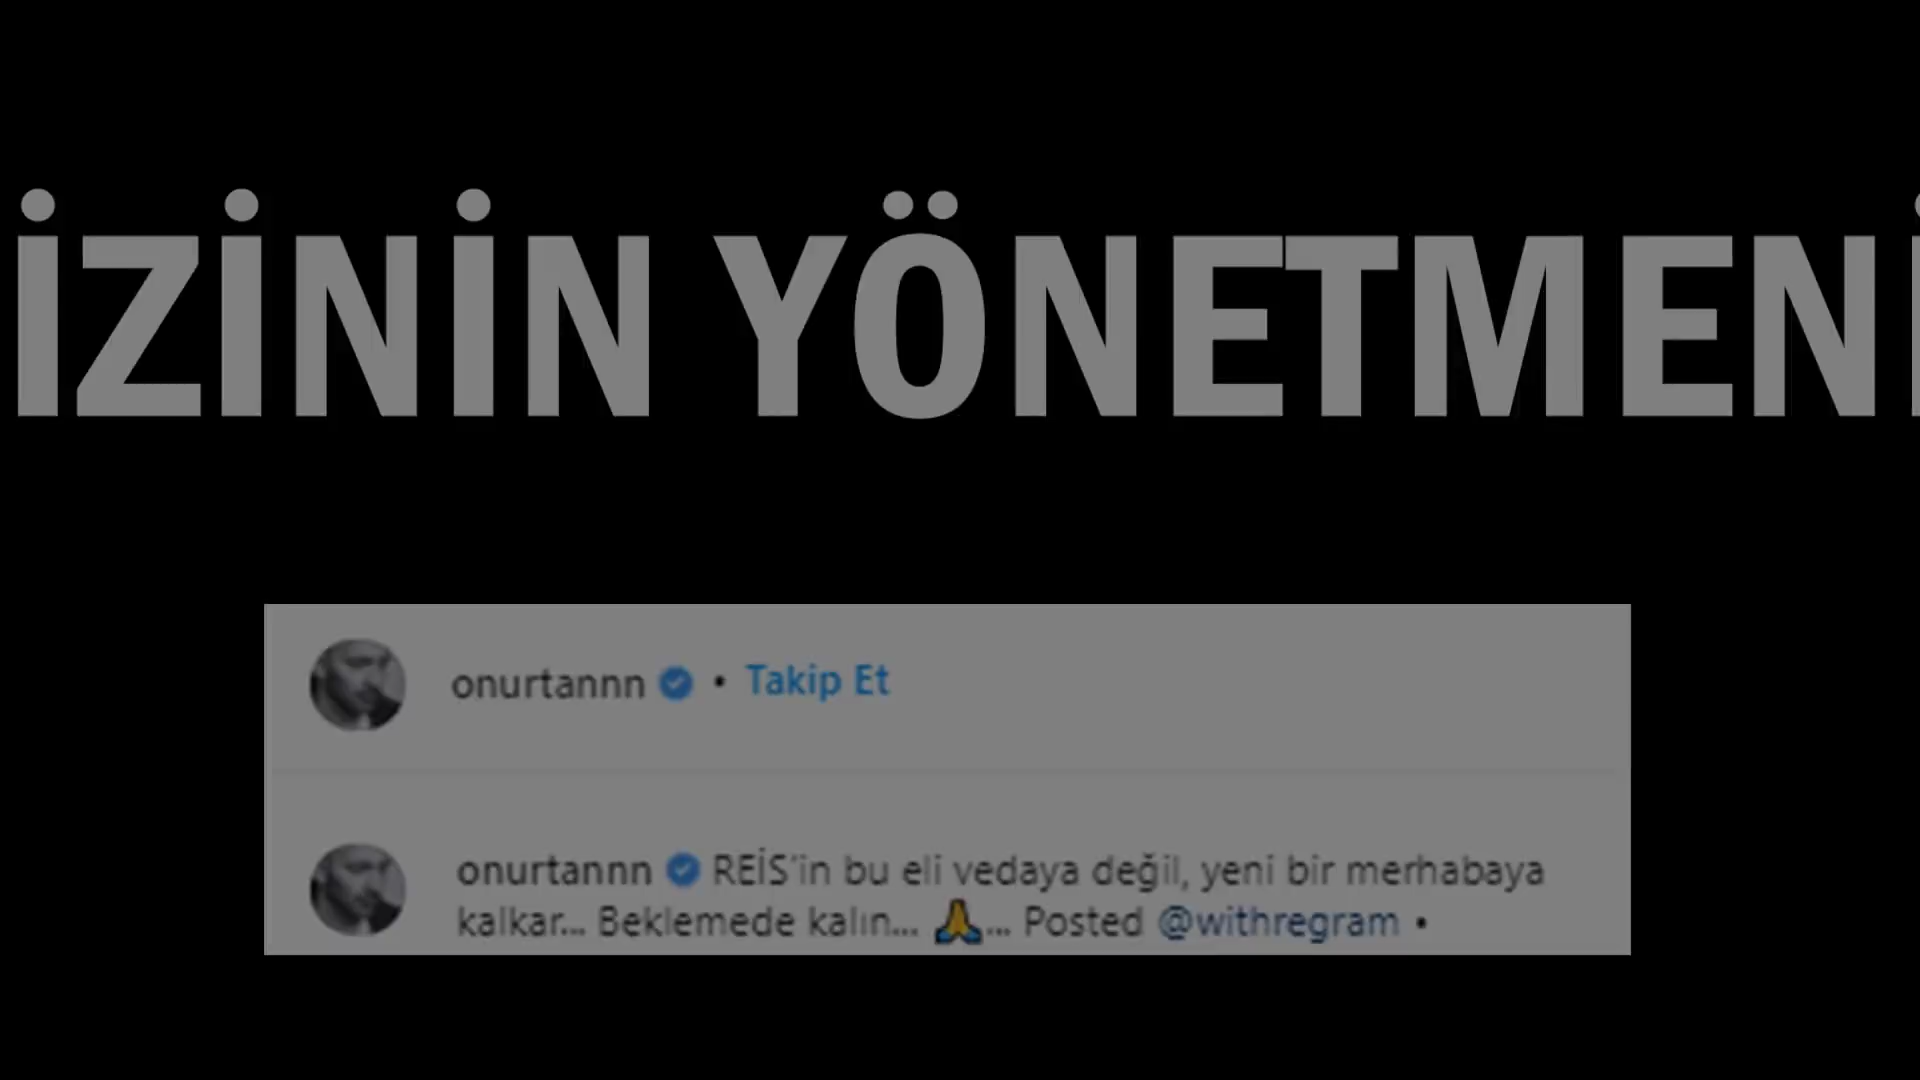 İZİNİN YÖNETMENİ
onurtannn • Takip Et
onurtannn REİS'in bu eli vedaya değil, yeni bir merhabaya
kalkar... Beklemede kalın... 🙏... Posted @withregram •